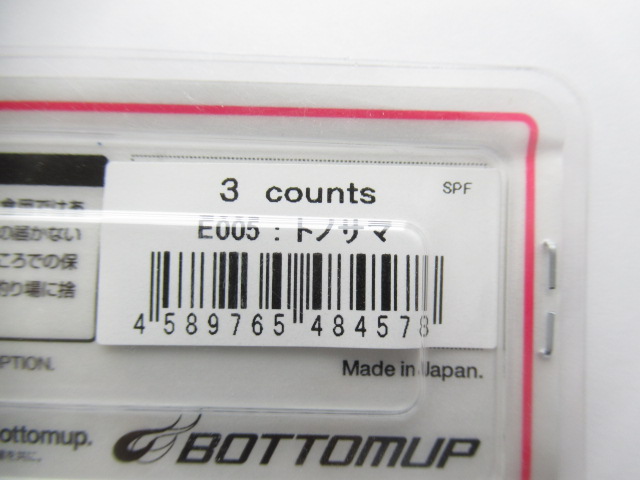 3 counts
SPF
E005：トノサマ
の届かない
ころでの保
釣り場に捨
4 589765 484578
PTION.
Made in Japan.
ottomup.
BOTTOMUP